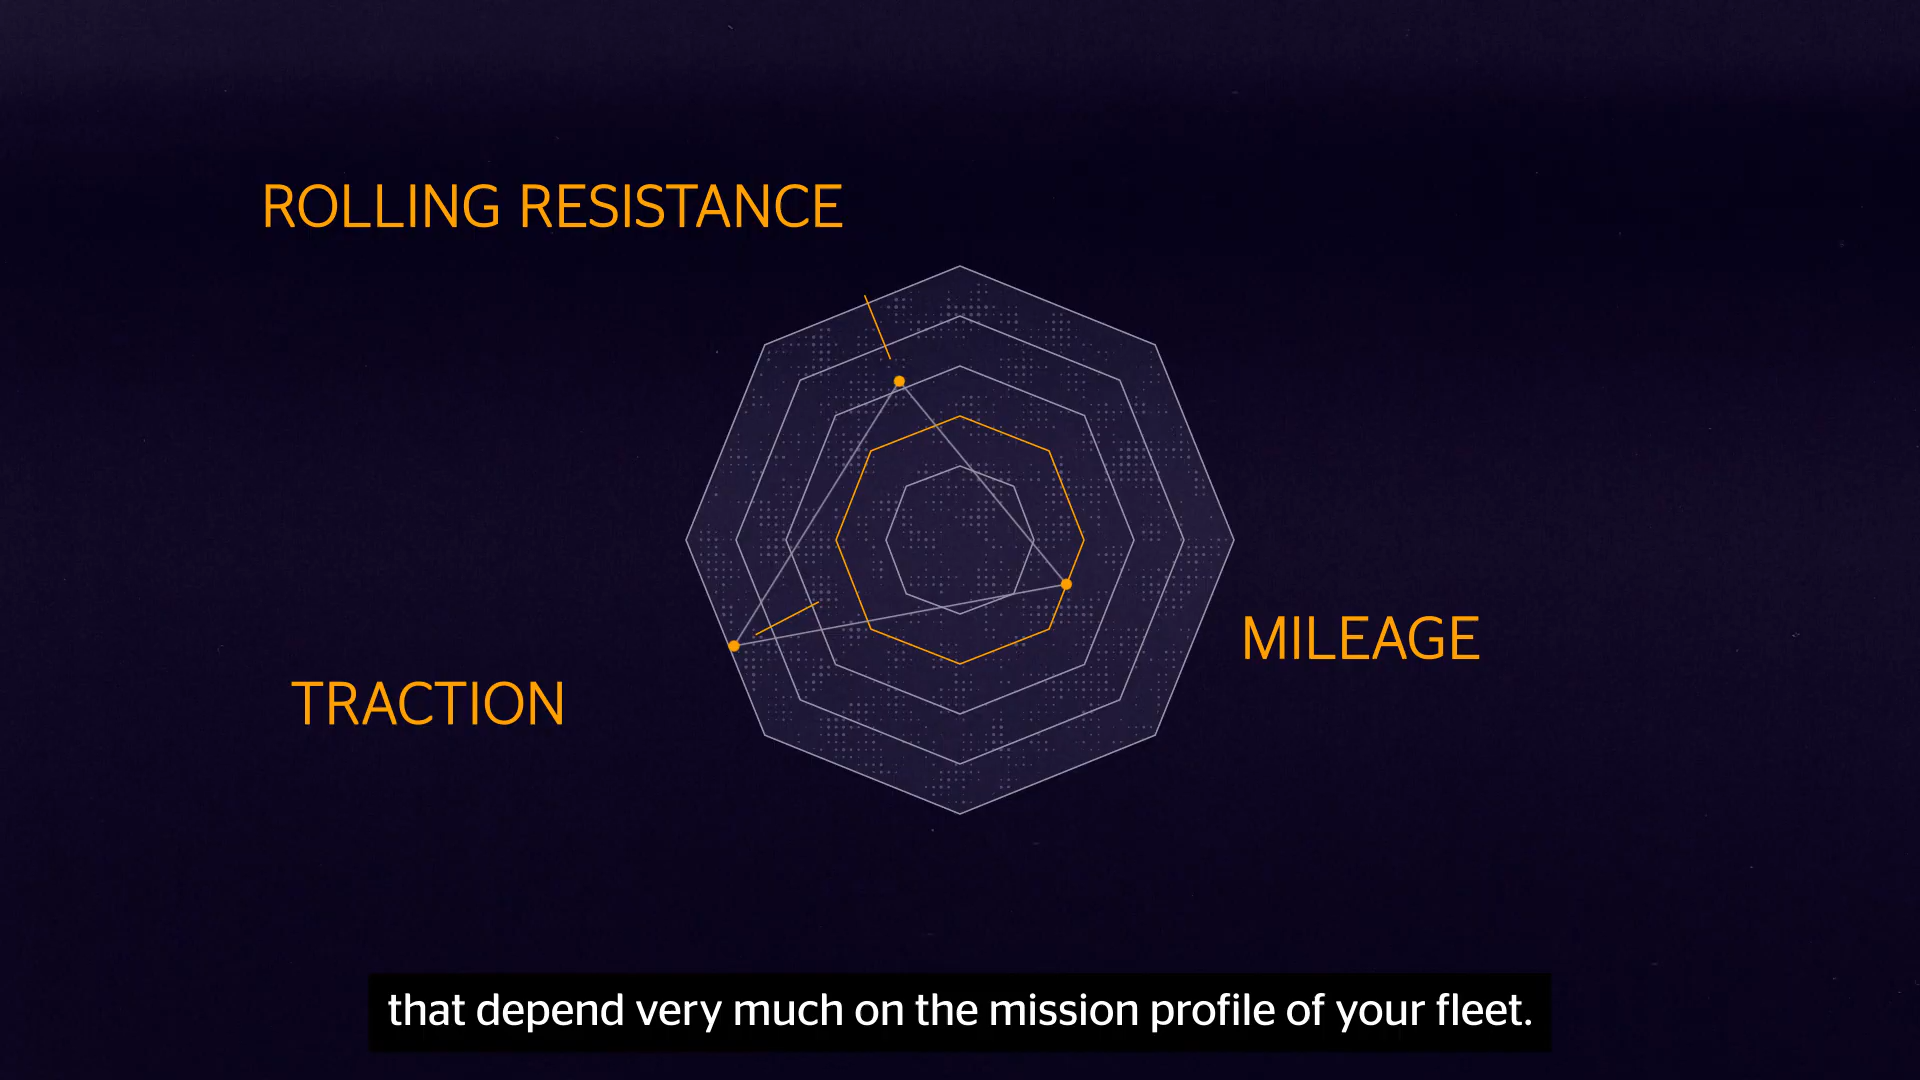 ROLLING RESISTANCE
MILEAGE
TRACTION
that depend very much on the mission profile of your fleet.